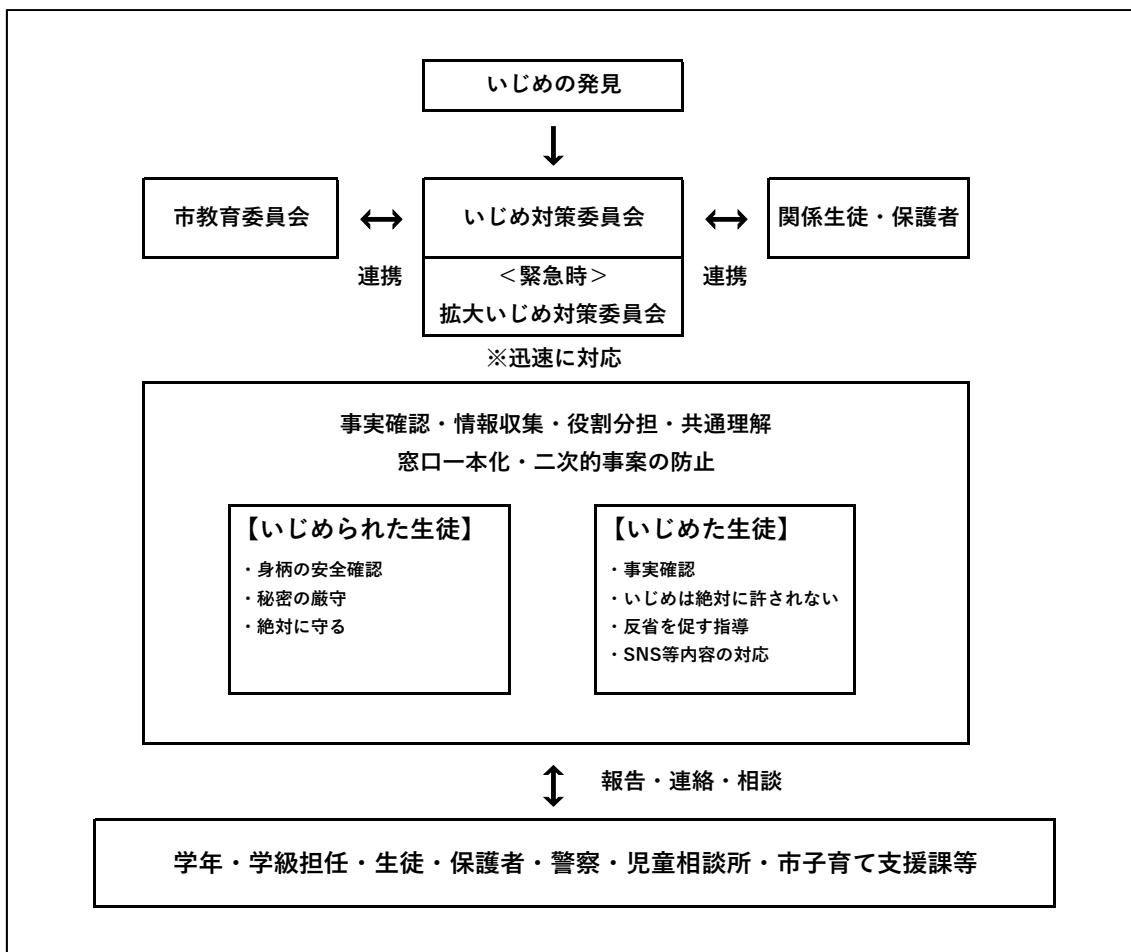 いじめの発見
市教育委員会
いじめ対策委員会
関係生徒・保護者
連携
＜緊急時＞
連携
拡大いじめ対策委員会
※迅速に対応
事実確認・情報収集・役割分担・共通理解
窓口一本化・二次的事案の防止
【いじめられた生徒】
・身柄の安全確認
・秘密の厳守
・絶対に守る
【いじめた生徒】
・事実確認
・いじめは絶対に許されない
・反省を促す指導
・SNS等内容の対応
報告・連絡・相談
学年・学級担任・生徒・保護者・警察・児童相談所・市子育て支援課等